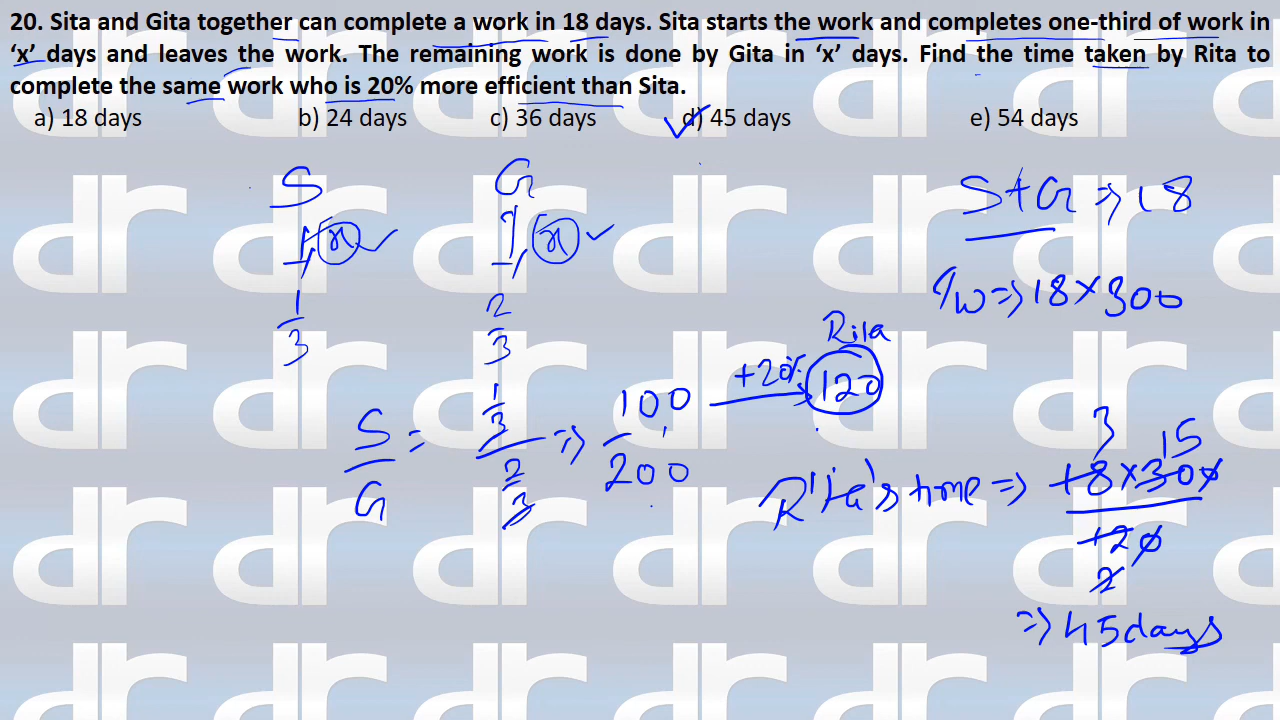 20. Sita and Gita together can complete a work in 18 days. Sita starts the work and completes one-third of work in
‘x’ days and leaves the work. The remaining work is done by Gita in ‘x’ days. Find the time taken by Rita to
complete the same work who is 20% more efficient than Sita.
a) 18 days b) 24 days c) 36 days d) 45 days e) 54 days
S G S+G ⇒ 18
x x
1/3 2/3 T/W ⇒ 18×300
Rita
+20% 120
S/G = 1/3 / 2/3 ⇒ 100/200
3 15
Rita's time ⇒ 18×300
120
2
⇒ 45 days